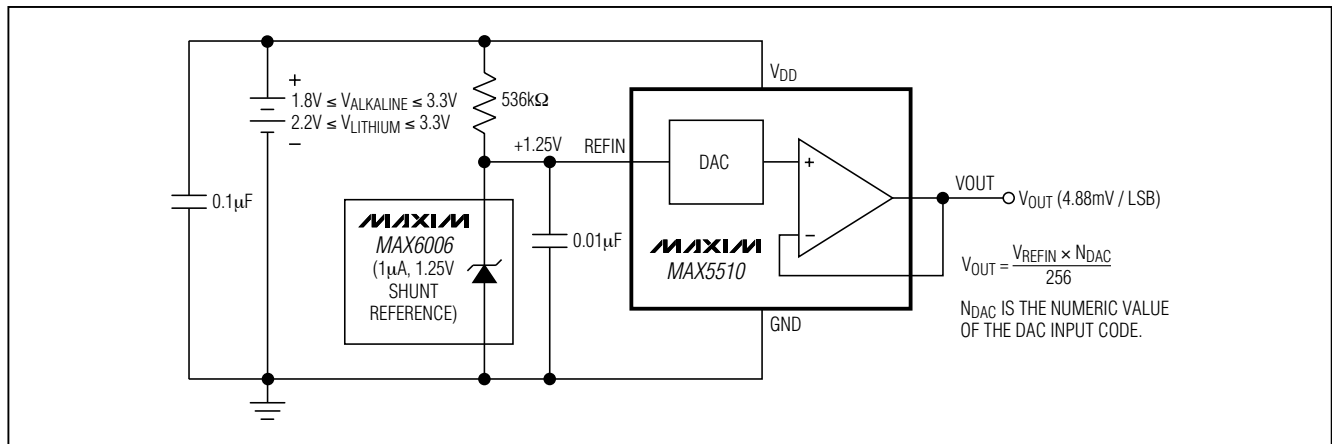 +
1.8V ≤ VALKALINE ≤ 3.3V
2.2V ≤ VLITHIUM ≤ 3.3V
−
536kΩ
VDD
+1.25V
REFIN
DAC
+
−
VOUT
VOUT (4.88mV / LSB)
0.1μF
MAXIM
MAX6006
(1μA, 1.25V
SHUNT
REFERENCE)
0.01μF
MAXIM
MAX5510
GND
VOUT = VREFIN × NDAC
256
NDAC IS THE NUMERIC VALUE
OF THE DAC INPUT CODE.